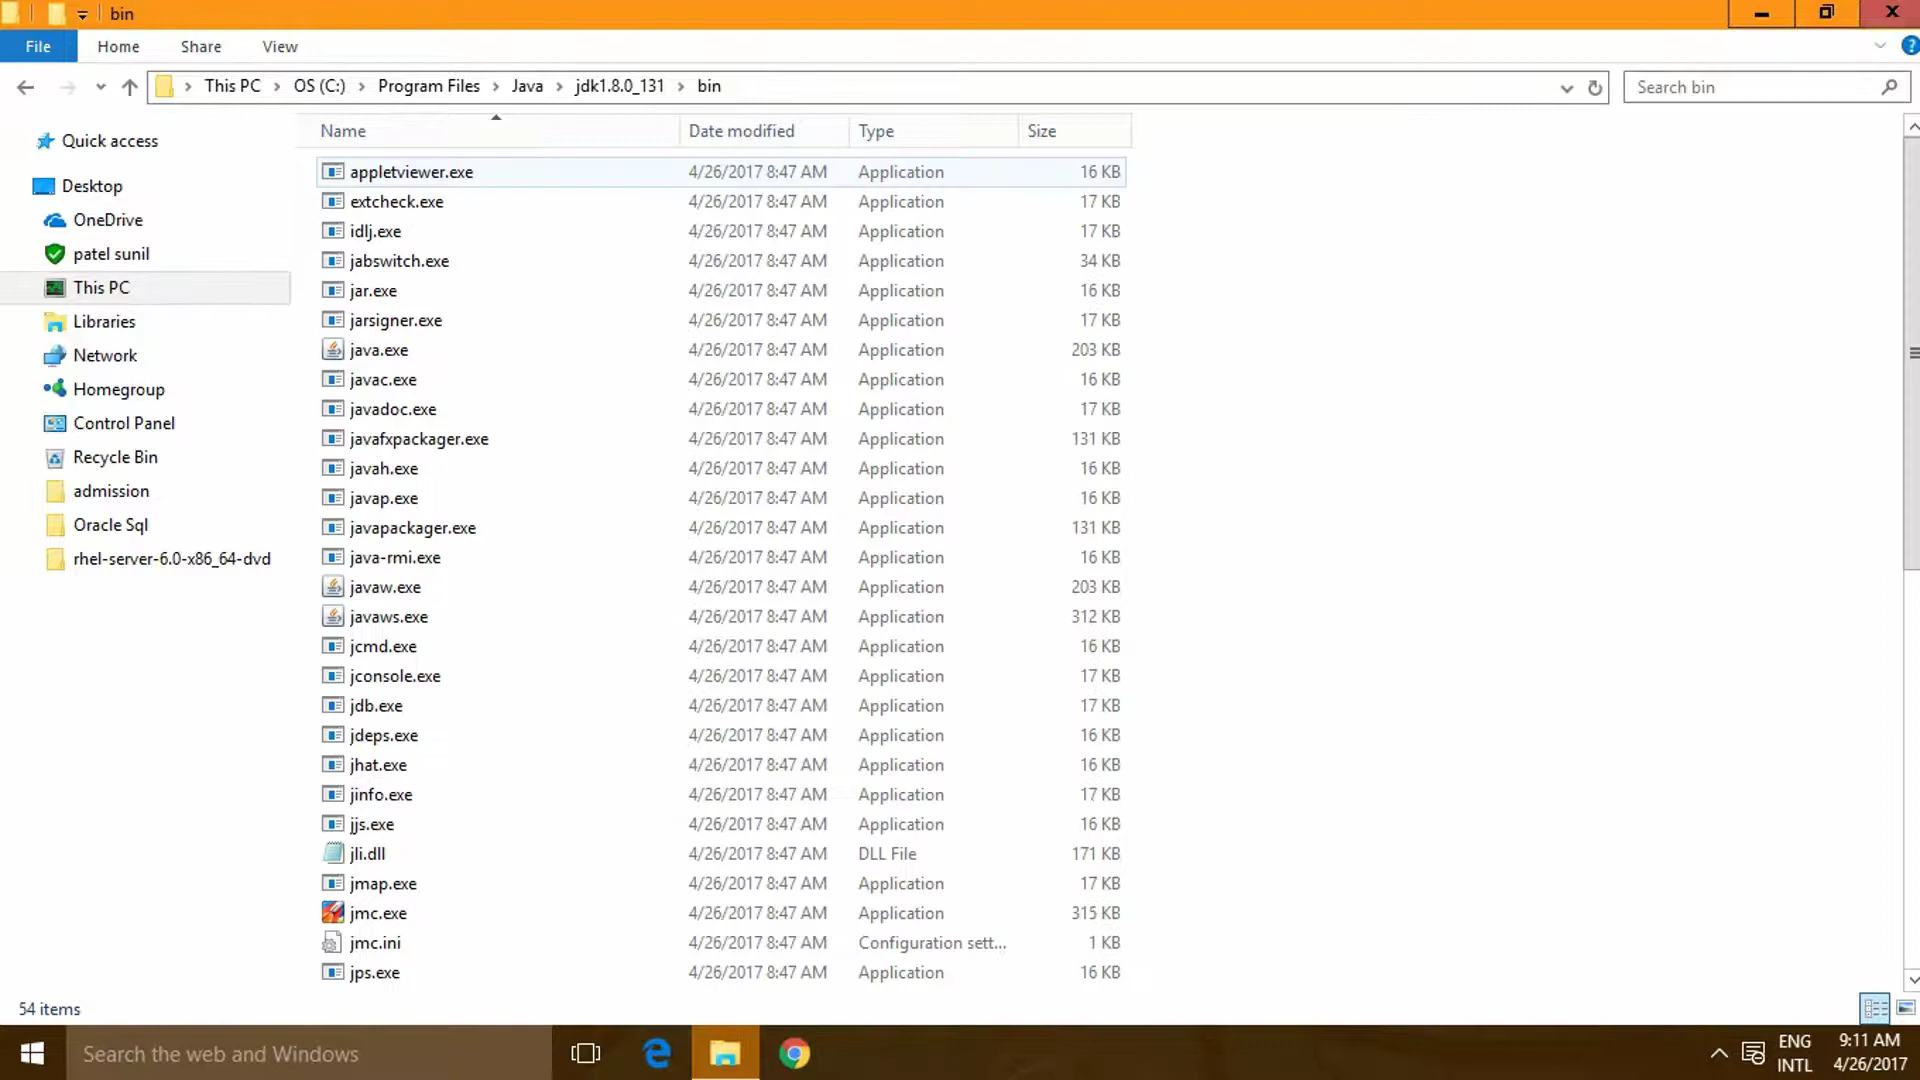 bin
File Home Share View
This PC OS (C:) Program Files Java jdk1.8.0_131 bin Search bin
Name Date modified Type Size
Quick access
Desktop
OneDrive
patel sunil
This PC
Libraries
Network
Homegroup
Control Panel
Recycle Bin
admission
Oracle Sql
rhel-server-6.0-x86_64-dvd
appletviewer.exe 4/26/2017 8:47 AM Application 16 KB
extcheck.exe 4/26/2017 8:47 AM Application 17 KB
idlj.exe 4/26/2017 8:47 AM Application 17 KB
jabswitch.exe 4/26/2017 8:47 AM Application 34 KB
jar.exe 4/26/2017 8:47 AM Application 16 KB
jarsigner.exe 4/26/2017 8:47 AM Application 17 KB
java.exe 4/26/2017 8:47 AM Application 203 KB
javac.exe 4/26/2017 8:47 AM Application 16 KB
javadoc.exe 4/26/2017 8:47 AM Application 17 KB
javafxpackager.exe 4/26/2017 8:47 AM Application 131 KB
javah.exe 4/26/2017 8:47 AM Application 16 KB
javap.exe 4/26/2017 8:47 AM Application 16 KB
javapackager.exe 4/26/2017 8:47 AM Application 131 KB
java-rmi.exe 4/26/2017 8:47 AM Application 16 KB
javaw.exe 4/26/2017 8:47 AM Application 203 KB
javaws.exe 4/26/2017 8:47 AM Application 312 KB
jcmd.exe 4/26/2017 8:47 AM Application 16 KB
jconsole.exe 4/26/2017 8:47 AM Application 17 KB
jdb.exe 4/26/2017 8:47 AM Application 17 KB
jdeps.exe 4/26/2017 8:47 AM Application 16 KB
jhat.exe 4/26/2017 8:47 AM Application 16 KB
jinfo.exe 4/26/2017 8:47 AM Application 17 KB
jjs.exe 4/26/2017 8:47 AM Application 16 KB
jli.dll 4/26/2017 8:47 AM DLL File 171 KB
jmap.exe 4/26/2017 8:47 AM Application 17 KB
jmc.exe 4/26/2017 8:47 AM Application 315 KB
jmc.ini 4/26/2017 8:47 AM Configuration sett... 1 KB
jps.exe 4/26/2017 8:47 AM Application 16 KB
54 items
Search the web and Windows
ENG 9:11 AM
INTL 4/26/2017